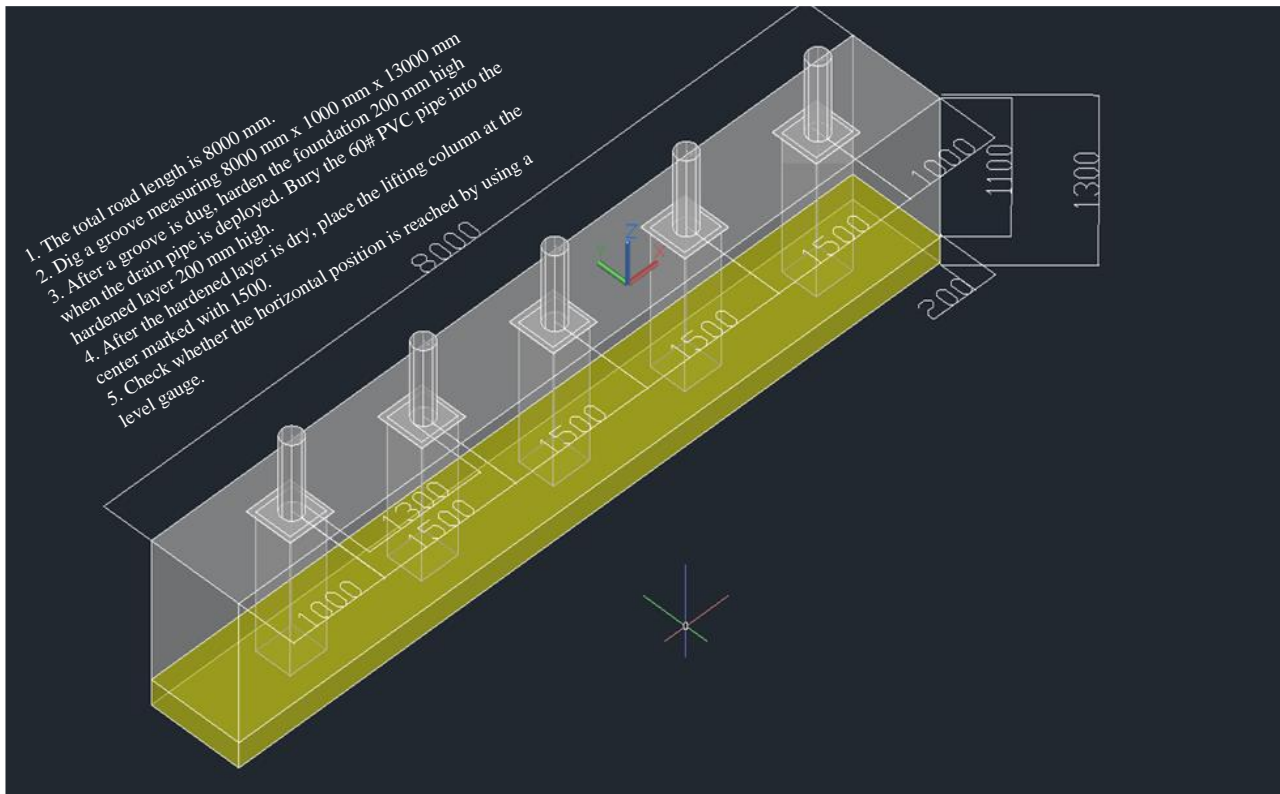 1. The total road length is 8000 mm.
2. Dig a groove measuring 8000 mm x 1000 mm x 13000 mm
3. After a groove is dug, harden the foundation 200 mm high
when the drain pipe is deployed. Bury the 60# PVC pipe into the
hardened layer 200 mm high.
4. After the hardened layer is dry, place the lifting column at the
center marked with 1500.
5. Check whether the horizontal position is reached by using a
level gauge.
8000
1000
1100
1300
200
1500
1500
1500
1300
1500
1000
Z
X